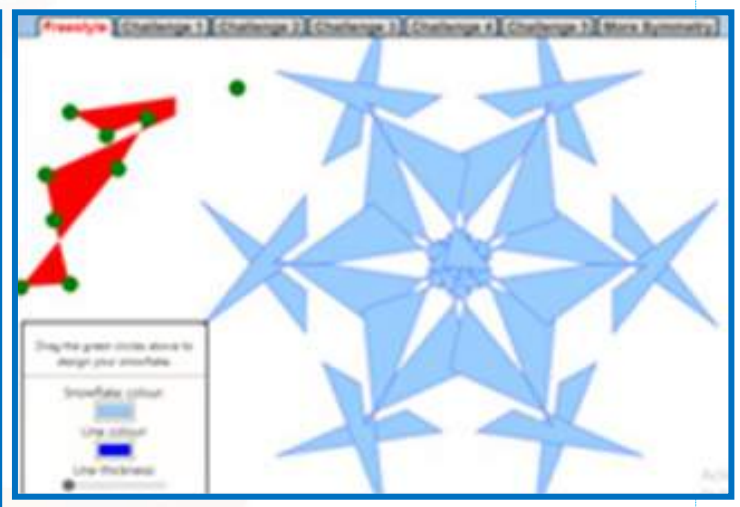 Freestyle Challenge 1 Challenge 2 Challenge 3 Challenge 4 Challenge 5 More Symmetry
Drag the green circles above to
design your snowflake.
Snowflake colour:
Line colour:
Line thickness: